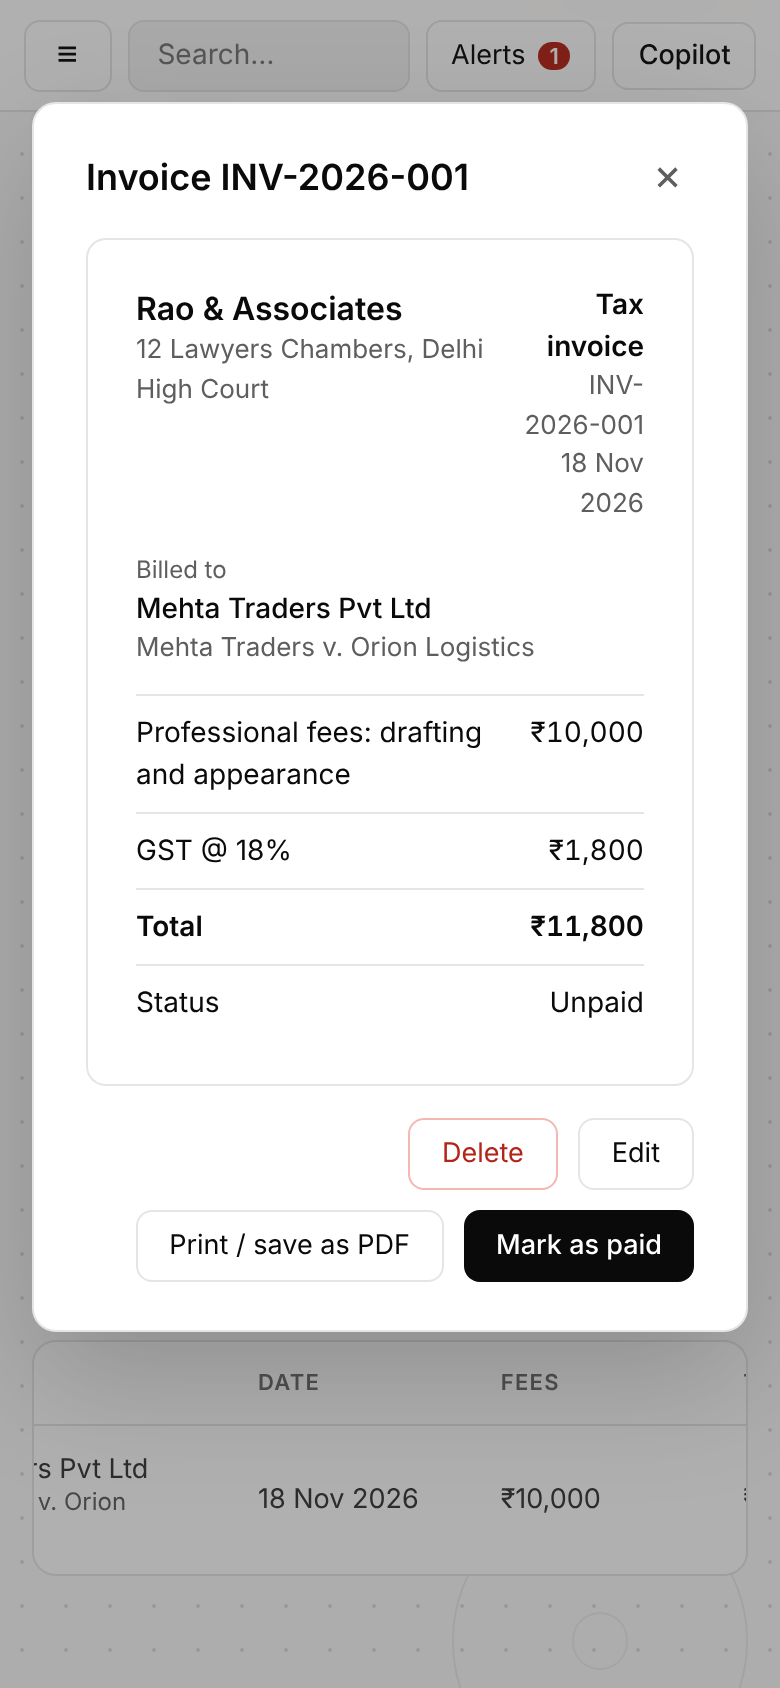 Search...
Alerts 1
Copilot
Invoice INV-2026-001
Rao & Associates
12 Lawyers Chambers, Delhi
High Court
Tax
invoice
INV-
2026-001
18 Nov
2026
Billed to
Mehta Traders Pvt Ltd
Mehta Traders v. Orion Logistics
Professional fees: drafting
and appearance
₹10,000
GST @ 18%
₹1,800
Total
₹11,800
Status
Unpaid
Delete
Edit
Print / save as PDF
Mark as paid
DATE
FEES
rs Pvt Ltd
v. Orion
18 Nov 2026
₹10,000